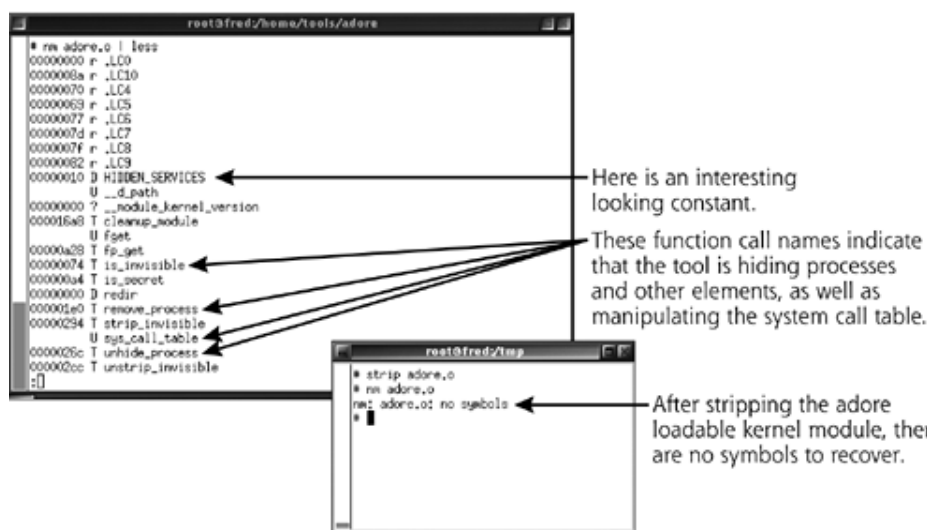 root@fred:/home/tools/adore
# nm adore.o | less
00000000 r .LC0
0000008a r .LC10
00000070 r .LC4
00000069 r .LC5
00000077 r .LC6
0000007d r .LC7
0000007f r .LC8
00000082 r .LC9
00000010 D HIDDEN_SERVICES
U __d_path
00000000 ? __module_kernel_version
000016a8 T cleanup_module
U fget
00000a28 T fp_get
00000074 T is_invisible
000000a4 T is_secret
00000000 D redir
000001e0 T remove_process
00000294 T strip_invisible
U sys_call_table
0000026c T unhide_process
000002cc T unstrip_invisible
:
Here is an interesting
looking constant.
These function call names indicate
that the tool is hiding processes
and other elements, as well as
manipulating the system call table.
root@fred:/tmp
# strip adore.o
# nm adore.o
nm: adore.o: no symbols
#
After stripping the adore
loadable kernel module, ther
are no symbols to recover.